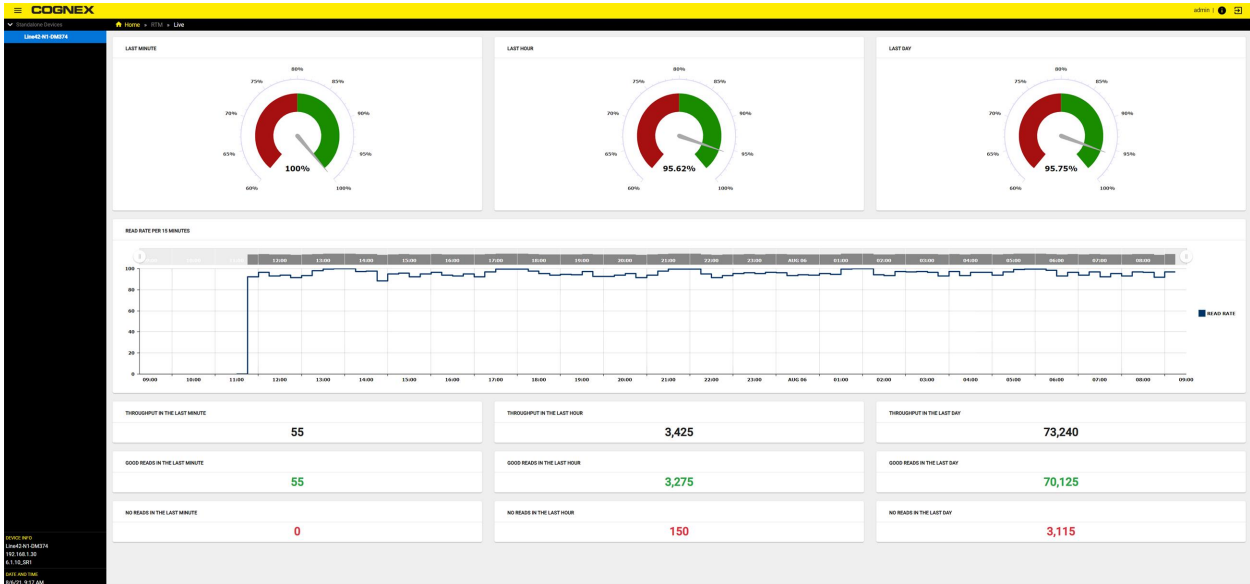 COGNEX
admin |
Standalone Devices
Home » RTM » Live
Line42-N1-DM374
LAST MINUTE
80%
75% 85%
70% 90%
65% 95%
100%
60% 100%
LAST HOUR
80%
75% 85%
70% 90%
65% 95%
95.62%
60% 100%
LAST DAY
80%
75% 85%
70% 90%
65% 95%
95.75%
60% 100%
READ RATE PER 15 MINUTES
12:00 13:00 14:00 15:00 16:00 17:00 18:00 19:00 20:00 21:00 22:00 23:00 AUG 06 01:00 02:00 03:00 04:00 05:00 06:00 07:00 08:00
100
80
60
40
20
0
READ RATE
09:00 10:00 11:00 12:00 13:00 14:00 15:00 16:00 17:00 18:00 19:00 20:00 21:00 22:00 23:00 AUG 06 01:00 02:00 03:00 04:00 05:00 06:00 07:00 08:00 09:00
THROUGHPUT IN THE LAST MINUTE
55
THROUGHPUT IN THE LAST HOUR
3,425
THROUGHPUT IN THE LAST DAY
73,240
GOOD READS IN THE LAST MINUTE
55
GOOD READS IN THE LAST HOUR
3,275
GOOD READS IN THE LAST DAY
70,125
NO READS IN THE LAST MINUTE
0
NO READS IN THE LAST HOUR
150
NO READS IN THE LAST DAY
3,115
DEVICE INFO
Line42-N1-DM374
192.168.1.30
6.1.10_SR1
DATE AND TIME
8/6/21, 9:17 AM